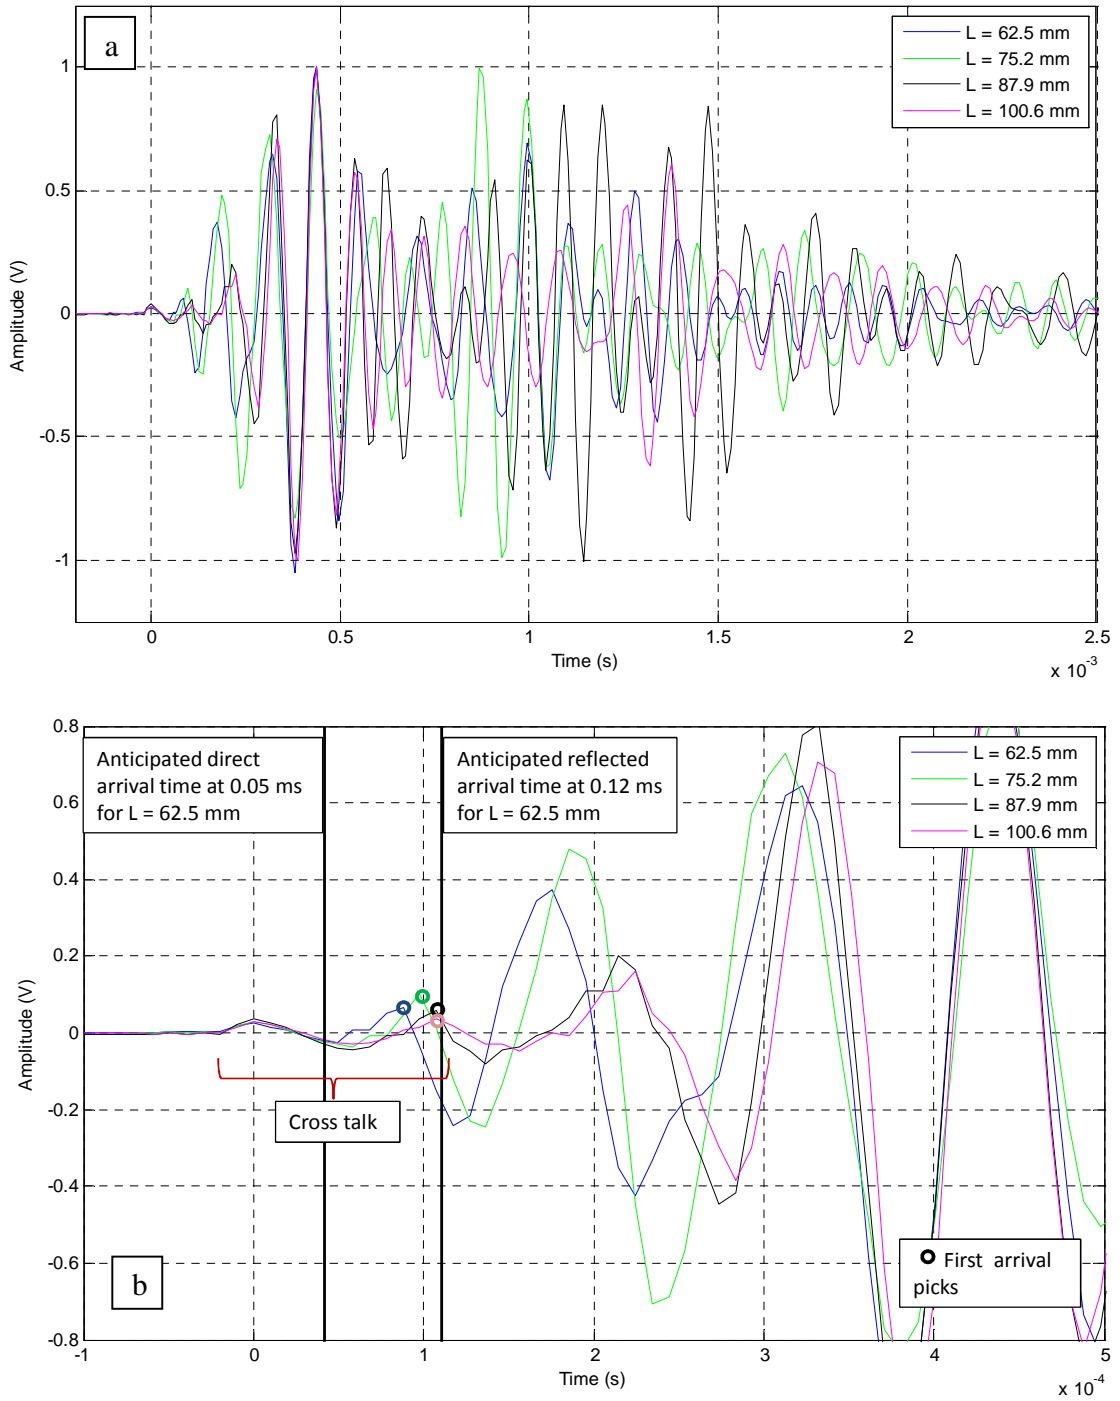 a
L = 62.5 mm
L = 75.2 mm
L = 87.9 mm
L = 100.6 mm
1
0.5
0
-0.5
-1
Amplitude (V)
0
0.5
1
1.5
2
2.5
Time (s)
x 10-3
Anticipated direct
arrival time at 0.05 ms
for L = 62.5 mm
Anticipated reflected
arrival time at 0.12 ms
for L = 62.5 mm
L = 62.5 mm
L = 75.2 mm
L = 87.9 mm
L = 100.6 mm
0.8
0.6
0.4
0.2
0
-0.2
-0.4
-0.6
-0.8
Amplitude (V)
Cross talk
b
First arrival
picks
-1
0
1
2
3
4
5
Time (s)
x 10-4